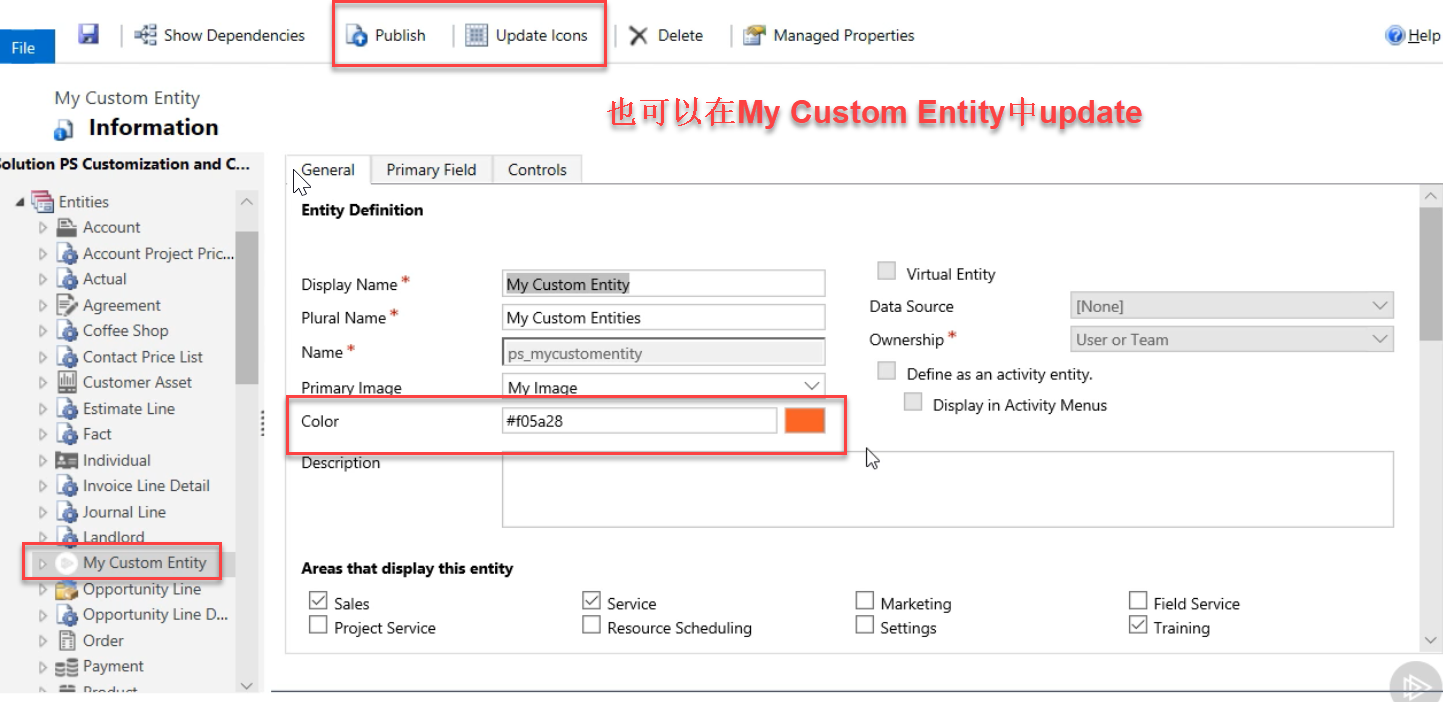 File
Show Dependencies
Publish
Update Icons
Delete
Managed Properties
Help
My Custom Entity
Information
也可以在My Custom Entity中update
Solution PS Customization and C...
Entities
Account
Account Project Pric...
Actual
Agreement
Coffee Shop
Contact Price List
Customer Asset
Estimate Line
Fact
Individual
Invoice Line Detail
Journal Line
Landlord
My Custom Entity
Opportunity Line
Opportunity Line D...
Order
Payment
Product
General
Primary Field
Controls
Entity Definition
Display Name *
My Custom Entity
Plural Name *
My Custom Entities
Name *
ps_mycustomentity
Primary Image
My Image
Color
#f05a28
Description
Virtual Entity
Data Source
[None]
Ownership *
User or Team
Define as an activity entity.
Display in Activity Menus
Areas that display this entity
Sales
Service
Marketing
Field Service
Project Service
Resource Scheduling
Settings
Training